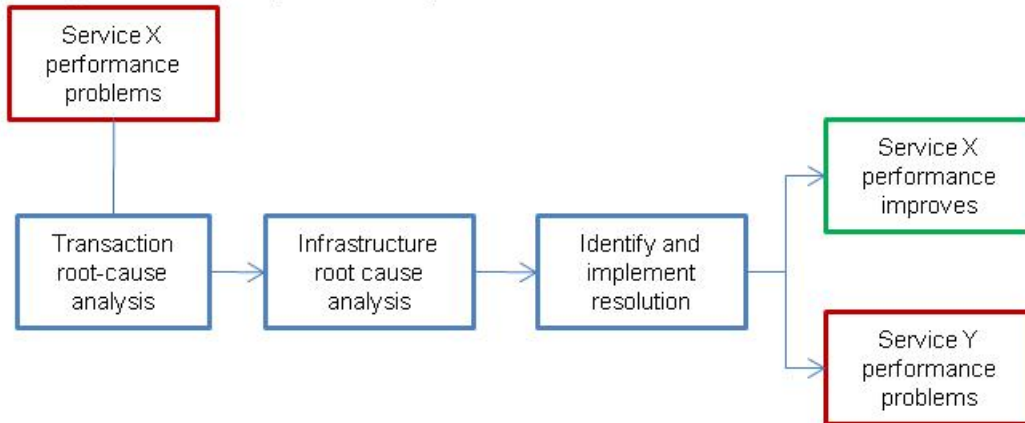 Service X
performance
problems
Transaction
root-cause
analysis
Infrastructure
root cause
analysis
Identify and
implement
resolution
Service X
performance
improves
Service Y
performance
problems